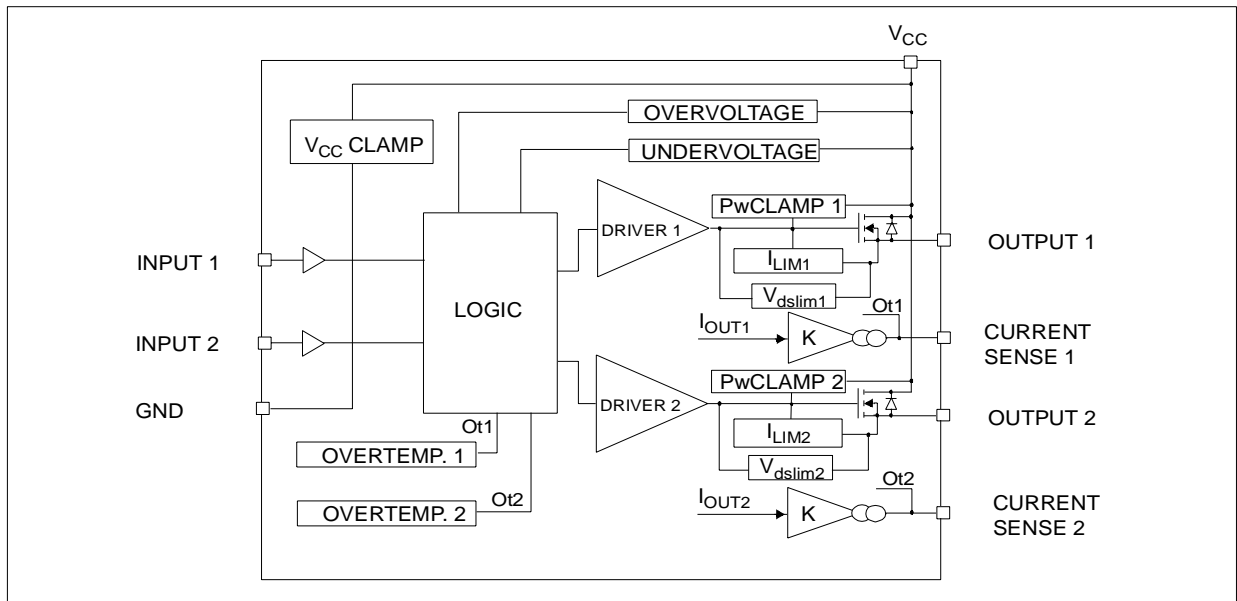 VCC
OVERVOLTAGE
VCC CLAMP
UNDERVOLTAGE
PwCLAMP 1
DRIVER 1
OUTPUT 1
INPUT 1
ILIM1
LOGIC
Vdslim1
Ot1
IOUT1
K
CURRENT
SENSE 1
INPUT 2
PwCLAMP 2
DRIVER 2
GND
OUTPUT 2
Ot1
ILIM2
OVERTEMP. 1
Vdslim2
Ot2
Ot2
IOUT2
K
OVERTEMP. 2
CURRENT
SENSE 2